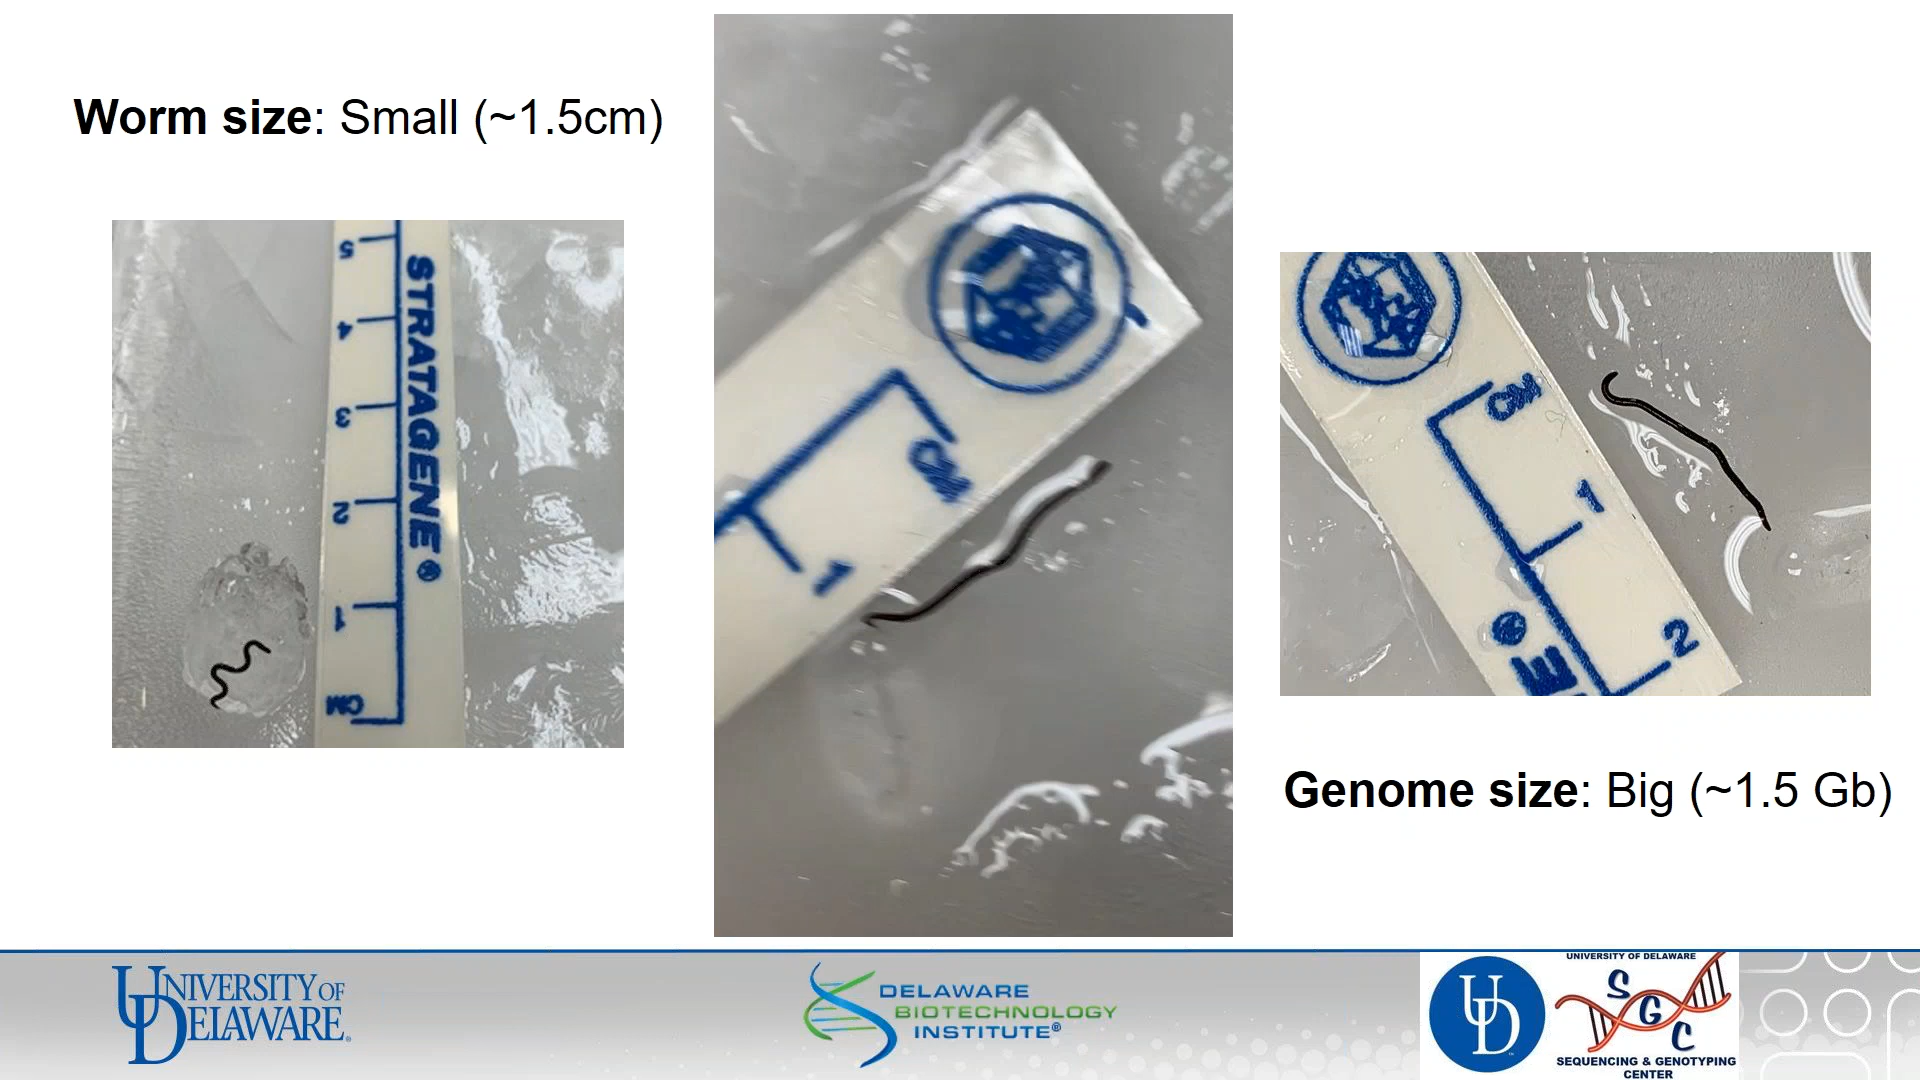 Worm size: Small (~1.5cm)
5
4
3
2
1
CM
STRATAGENE®
CM
1
CM
1
2
E
Genome size: Big (~1.5 Gb)
UNIVERSITY OF
DELAWARE.
DELAWARE
BIOTECHNOLOGY
INSTITUTE®
UD
UNIVERSITY OF DELAWARE
S
G
C
SEQUENCING & GENOTYPING
CENTER